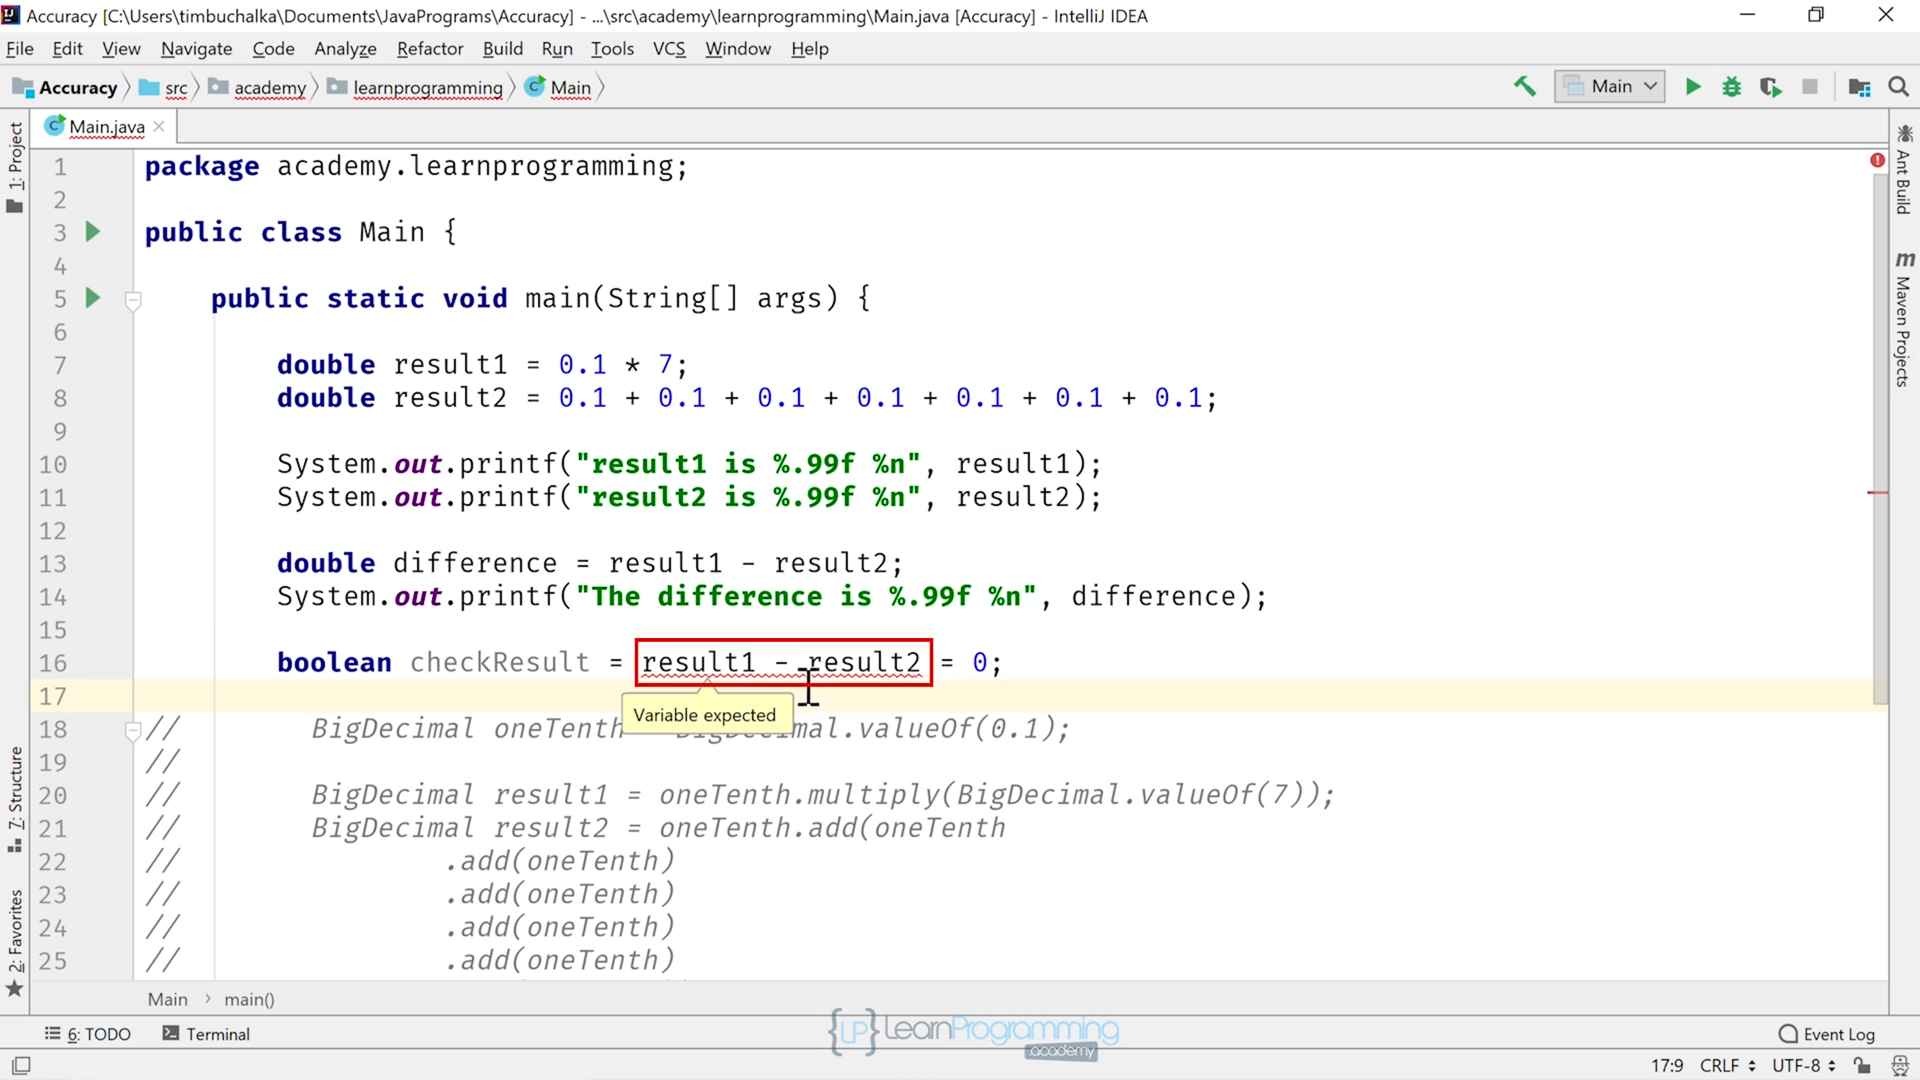 Accuracy [C:\Users\timbuchalka\Documents\JavaPrograms\Accuracy] - ...\src\academy\learnprogramming\Main.java [Accuracy] - IntelliJ IDEA
File Edit View Navigate Code Analyze Refactor Build Run Tools VCS Window Help
Accuracy src academy learnprogramming Main
Main
Main.java
1: Project
Ant Build
Maven Projects
7: Structure
2: Favorites
1 package academy.learnprogramming;
2
3 public class Main {
4
5 public static void main(String[] args) {
6
7 double result1 = 0.1 * 7;
8 double result2 = 0.1 + 0.1 + 0.1 + 0.1 + 0.1 + 0.1 + 0.1;
9
10 System.out.printf("result1 is %.99f %n", result1);
11 System.out.printf("result2 is %.99f %n", result2);
12
13 double difference = result1 - result2;
14 System.out.printf("The difference is %.99f %n", difference);
15
16 boolean checkResult = result1 - result2 = 0;
17
Variable expected
18 // BigDecimal oneTenth = BigDecimal.valueOf(0.1);
19 //
20 // BigDecimal result1 = oneTenth.multiply(BigDecimal.valueOf(7));
21 // BigDecimal result2 = oneTenth.add(oneTenth
22 // .add(oneTenth)
23 // .add(oneTenth)
24 // .add(oneTenth)
25 // .add(oneTenth)
Main > main()
6: TODO Terminal
{LP} LearnProgramming
.academy
Event Log
17:9 CRLF UTF-8